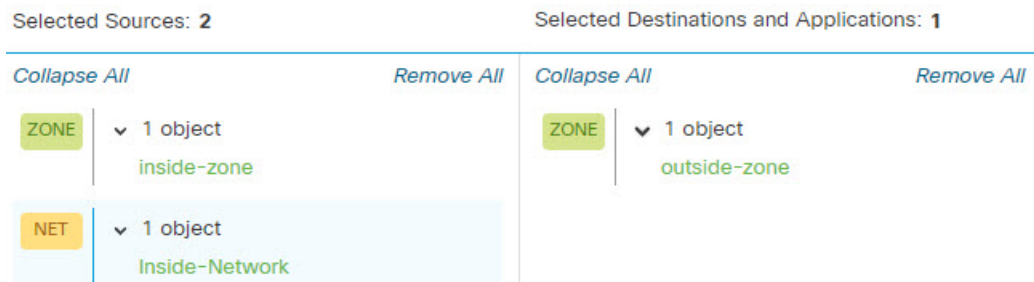 Selected Sources: 2
Collapse All Remove All
ZONE 1 object
inside-zone
NET 1 object
Inside-Network
Selected Destinations and Applications: 1
Collapse All Remove All
ZONE 1 object
outside-zone